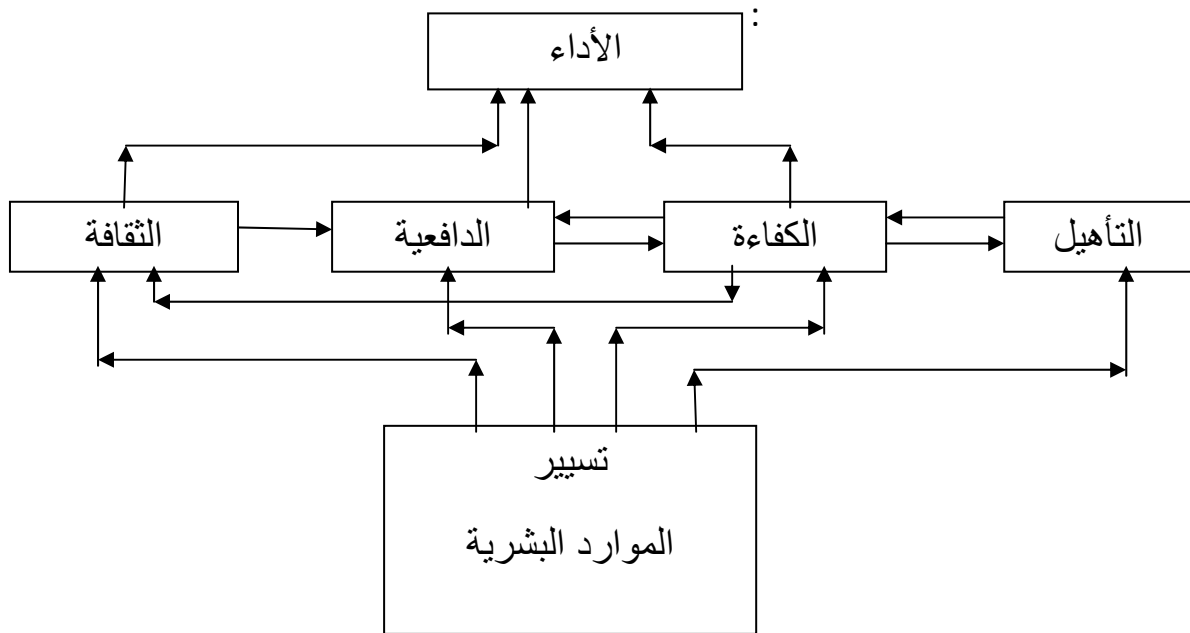 :
الأداء
التأهيل
الكفاءة
الدافعية
الثقافة
تسيير
الموارد البشرية